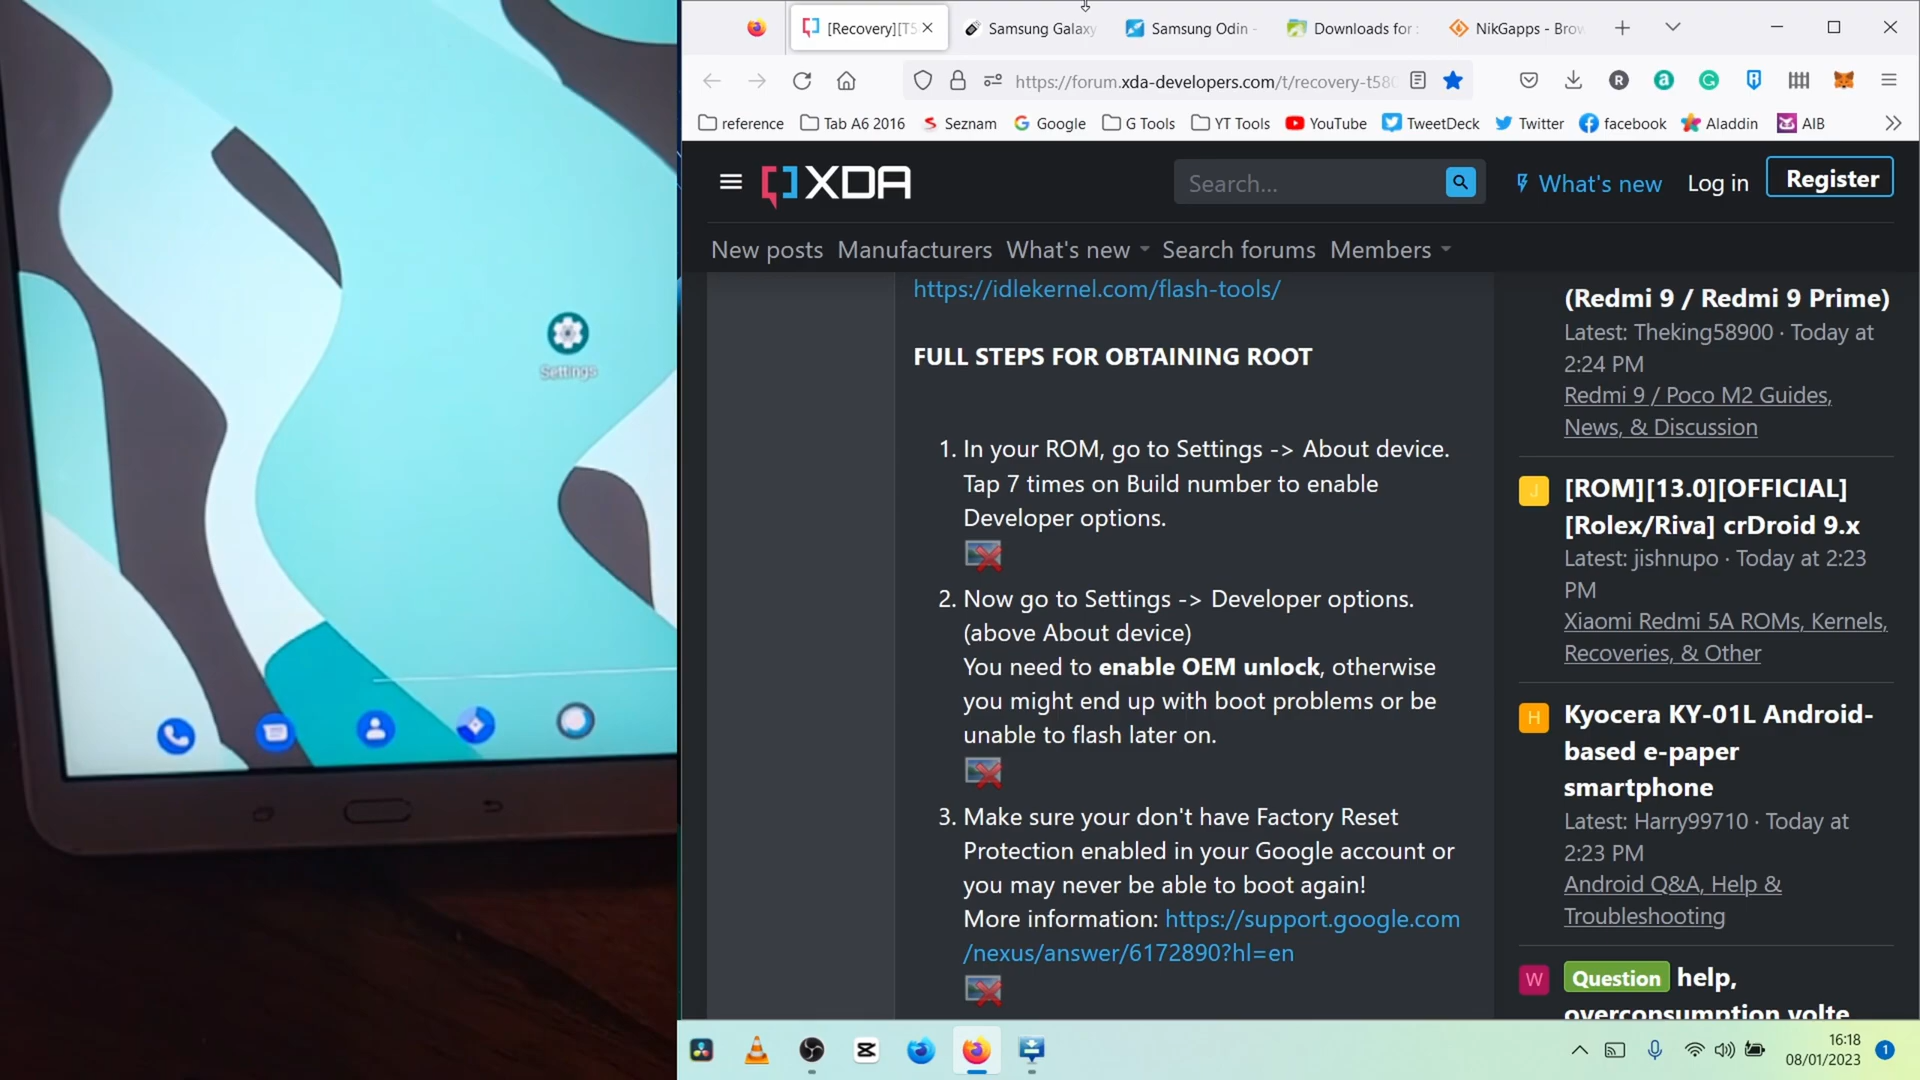 [Recovery][T5
Samsung Galaxy
Samsung Odin -
Downloads for :
NikGapps - Brow
https://forum.xda-developers.com/t/recovery-t580
reference
Tab A6 2016
Seznam
Google
G Tools
YT Tools
YouTube
TweetDeck
Twitter
facebook
Aladdin
AIB
XDA
Search...
What's new
Log in
Register
New posts
Manufacturers
What's new
Search forums
Members
https://idlekernel.com/flash-tools/
FULL STEPS FOR OBTAINING ROOT
1. In your ROM, go to Settings -> About device.
Tap 7 times on Build number to enable
Developer options.
2. Now go to Settings -> Developer options.
(above About device)
You need to enable OEM unlock, otherwise
you might end up with boot problems or be
unable to flash later on.
3. Make sure your don't have Factory Reset
Protection enabled in your Google account or
you may never be able to boot again!
More information: https://support.google.com
/nexus/answer/6172890?hl=en
(Redmi 9 / Redmi 9 Prime)
Latest: Theking58900 · Today at
2:24 PM
Redmi 9 / Poco M2 Guides,
News, & Discussion
J
[ROM][13.0][OFFICIAL]
[Rolex/Riva] crDroid 9.x
Latest: jishnupo · Today at 2:23
PM
Xiaomi Redmi 5A ROMs, Kernels,
Recoveries, & Other
H
Kyocera KY-01L Android-
based e-paper
smartphone
Latest: Harry99710 · Today at
2:23 PM
Android Q&A, Help &
Troubleshooting
W
Question help,
overconsumption volte
Settings
16:18
08/01/2023
1